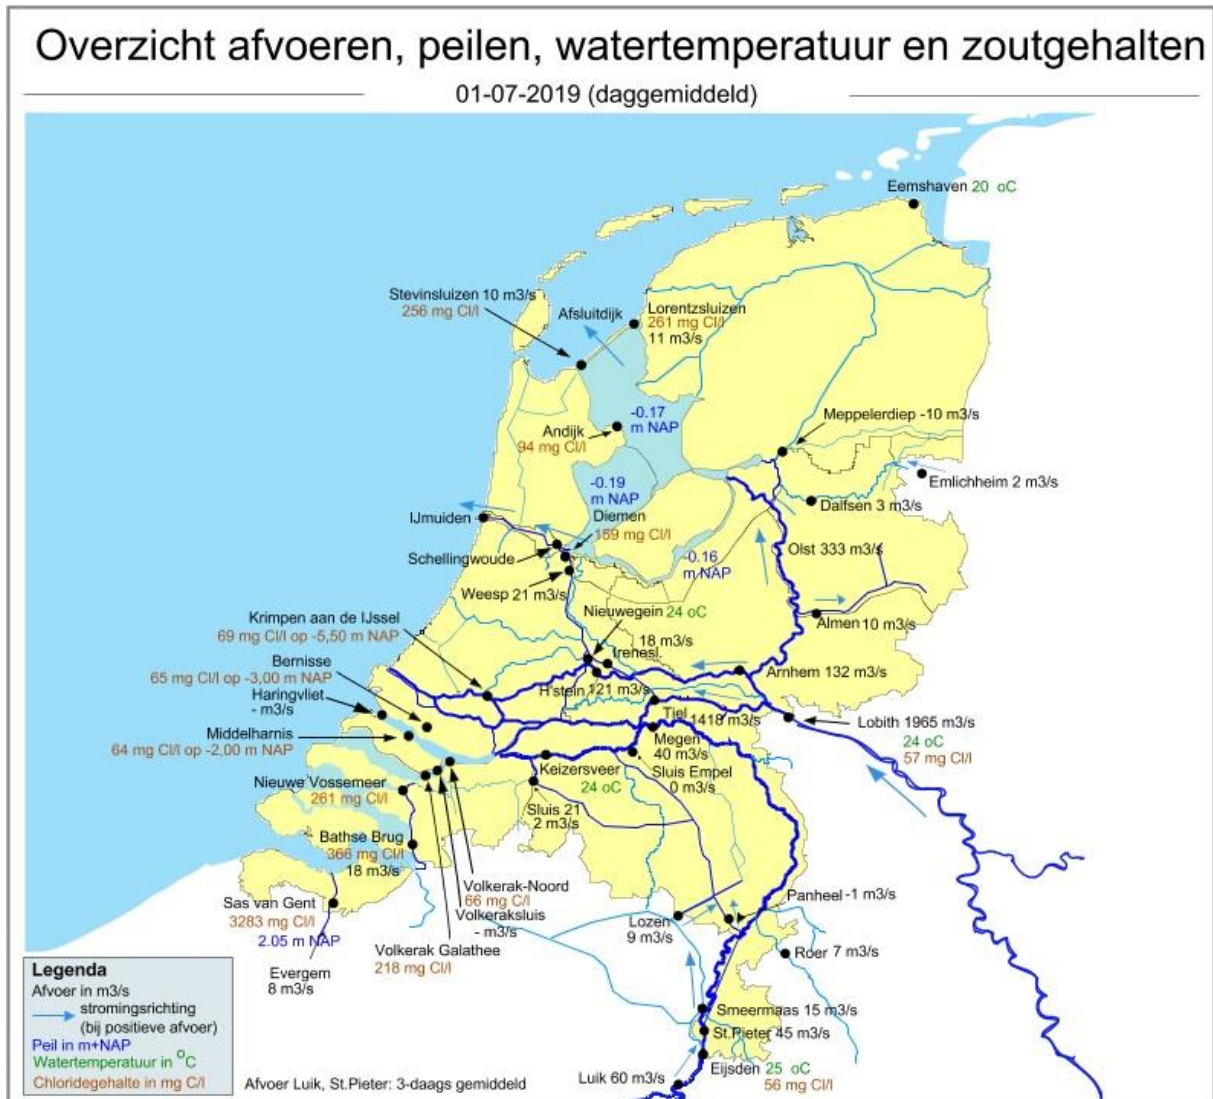 Overzicht afvoeren, peilen, watertemperatuur en zoutgehalten
01-07-2019 (daggemiddeld)
Eemshaven 20 oC
Stevinsluizen 10 m3/s
256 mg Cl/l
Afsluitdijk
Lorentzsluizen
261 mg Cl/l
11 m3/s
-0.17
m NAP
Andijk
94 mg Cl/l
Meppelerdiep -10 m3/s
Emlichheim 2 m3/s
-0.19
m NAP
Dalfsen 3 m3/s
IJmuiden
Diemen
159 mg Cl/l
Schellingwoude
Olst 333 m3/s
-0.16
m NAP
Weesp 21 m3/s
Nieuwegein 24 oC
Krimpen aan de IJssel
69 mg Cl/l op -5,50 m NAP
Almen 10 m3/s
18 m3/s
Irenesl.
Bernisse
65 mg Cl/l op -3,00 m NAP
Arnhem 132 m3/s
Haringvliet
- m3/s
H'stein 121 m3/s
Tiel 1418 m3/s
Lobith 1965 m3/s
24 oC
57 mg Cl/l
Middelharnis
64 mg Cl/l op -2,00 m NAP
Megen
40 m3/s
Keizersveer
24 oC
Sluis Empel
0 m3/s
Nieuwe Vossemeer
261 mg Cl/l
Sluis 21
2 m3/s
Bathse Brug
366 mg Cl/l
18 m3/s
Volkerak-Noord
66 mg C/l
Volkeraksluis
- m3/s
Volkerak Galathee
218 mg Cl/l
Panheel -1 m3/s
Sas van Gent
3283 mg Cl/l
2.05 m NAP
Lozen
9 m3/s
Roer 7 m3/s
Evergem
8 m3/s
Smeermaas 15 m3/s
St.Pieter 45 m3/s
Eijsden 25 oC
56 mg Cl/l
Luik 60 m3/s
Legenda
Afvoer in m3/s
stromingsrichting
(bij positieve afvoer)
Peil in m+NAP
Watertemperatuur in °C
Chloridegehalte in mg C/l
Afvoer Luik, St.Pieter: 3-daags gemiddeld